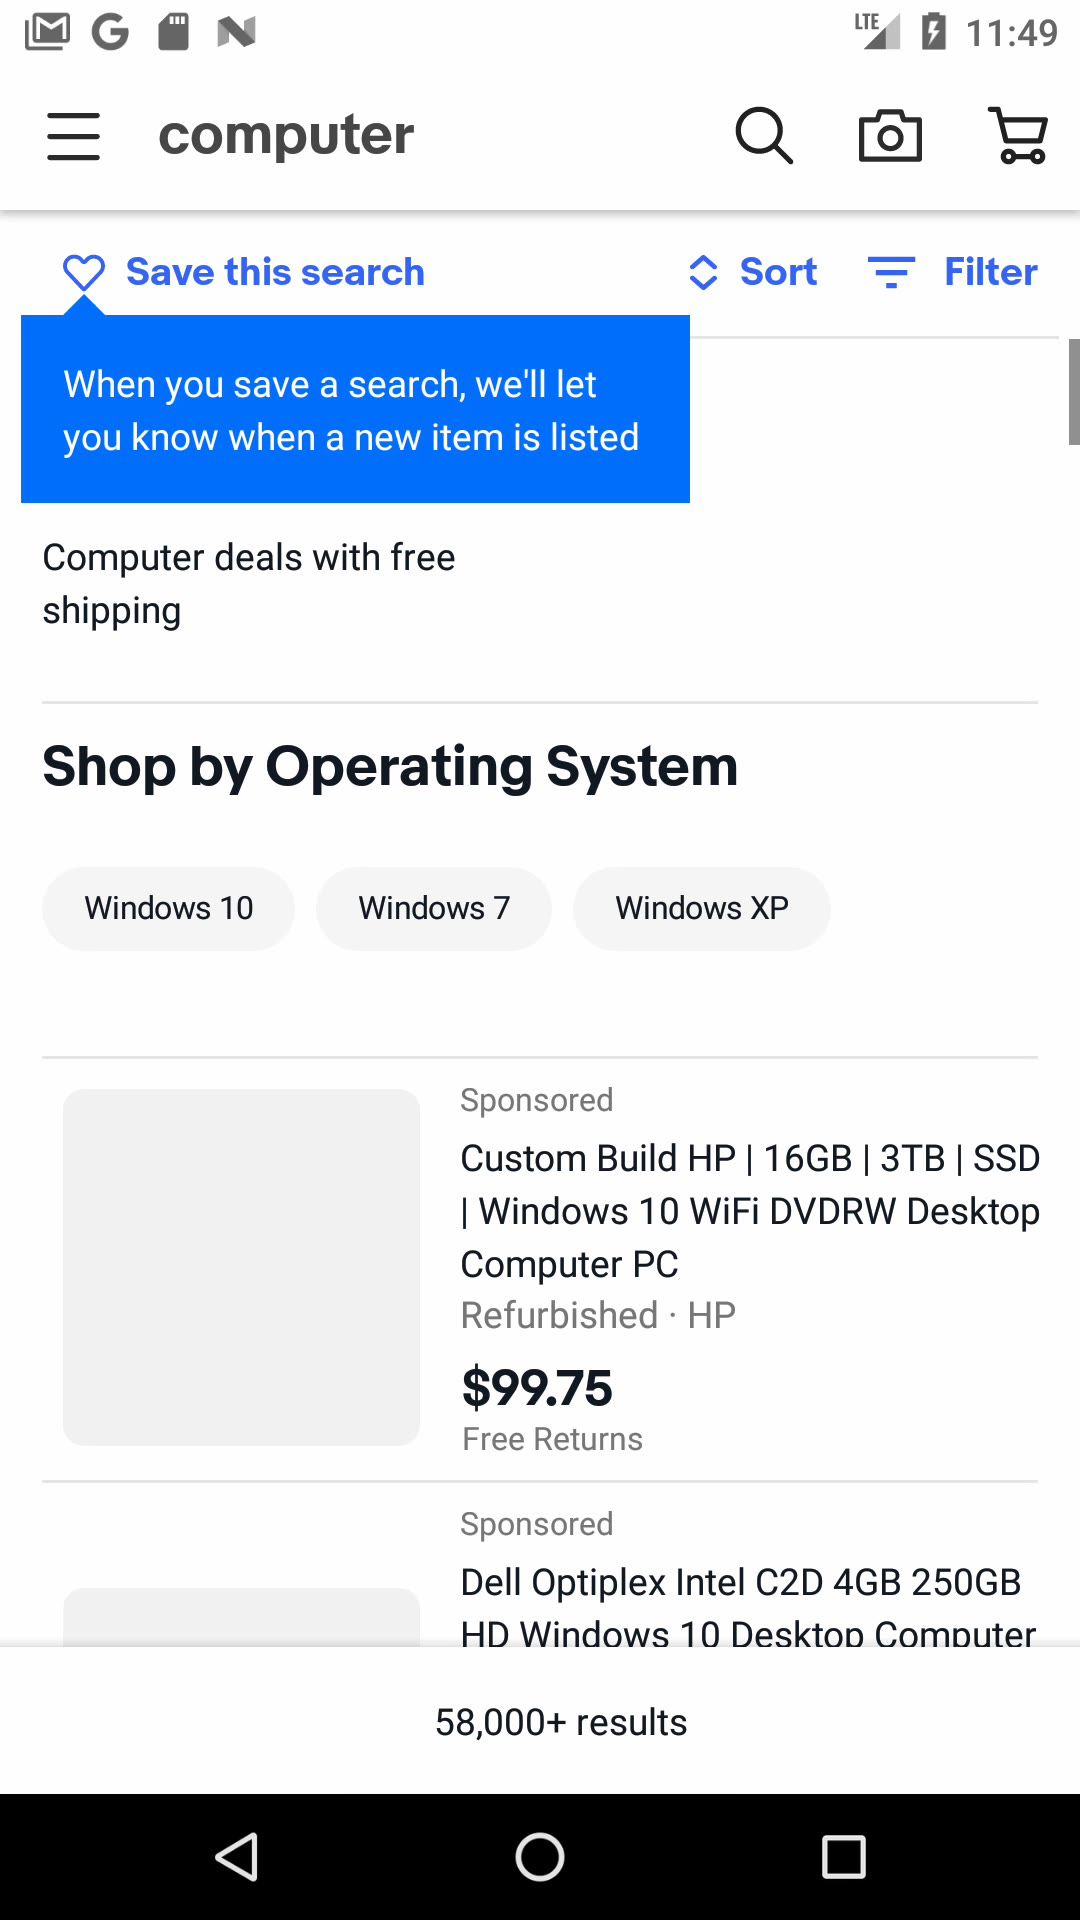 LTE 11:49
computer
Save this search
Sort
Filter
When you save a search, we'll let
you know when a new item is listed
Computer deals with free
shipping
Shop by Operating System
Windows 10
Windows 7
Windows XP
Sponsored
Custom Build HP | 16GB | 3TB | SSD
| Windows 10 WiFi DVDRW Desktop
Computer PC
Refurbished · HP
$99.75
Free Returns
Sponsored
Dell Optiplex Intel C2D 4GB 250GB
HD Windows 10 Desktop Computer
58,000+ results